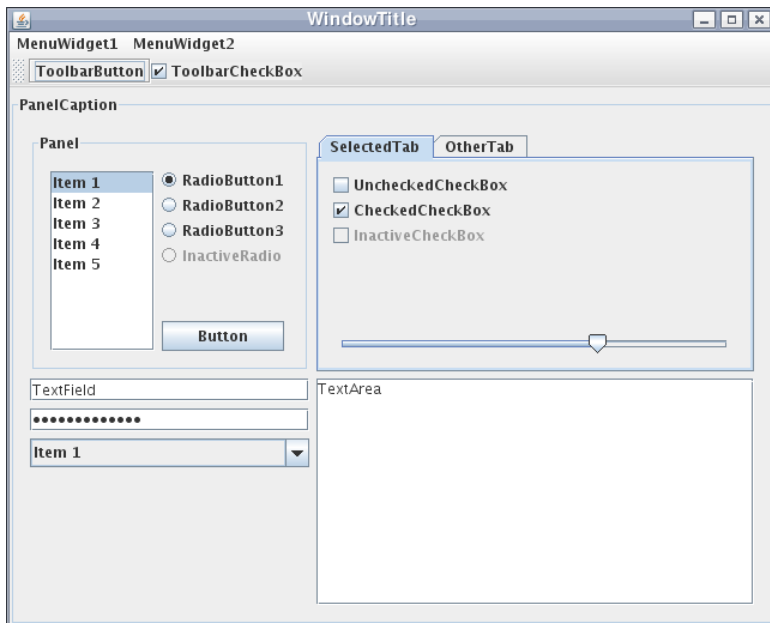 WindowTitle
MenuWidget1 MenuWidget2
ToolbarButton ToolbarCheckBox
PanelCaption
Panel
Item 1
Item 2
Item 3
Item 4
Item 5
RadioButton1
RadioButton2
RadioButton3
InactiveRadio
Button
SelectedTab OtherTab
UncheckedCheckBox
CheckedCheckBox
InactiveCheckBox
TextField
•••••••••••••
Item 1
TextArea